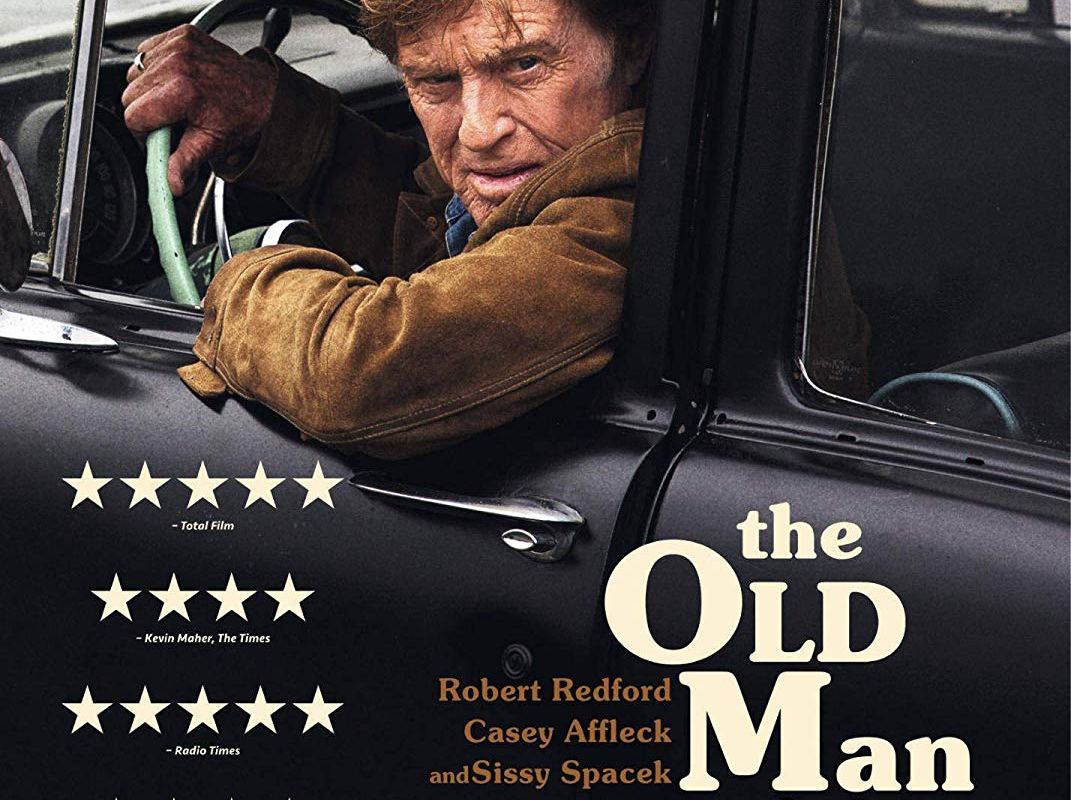 – Total Film
– Kevin Maher, The Times
– Radio Times
the
OLD
Man
Robert Redford
Casey Affleck
and Sissy Spacek